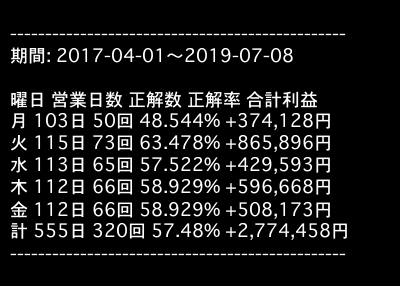 ------------------------------------------------
期間: 2017-04-01～2019-07-08
曜日 営業日数 正解数 正解率 合計利益
月 103日 50回 48.544% +374,128円
火 115日 73回 63.478% +865,896円
水 113日 65回 57.522% +429,593円
木 112日 66回 58.929% +596,668円
金 112日 66回 58.929% +508,173円
計 555日 320回 57.48% +2,774,458円
------------------------------------------------